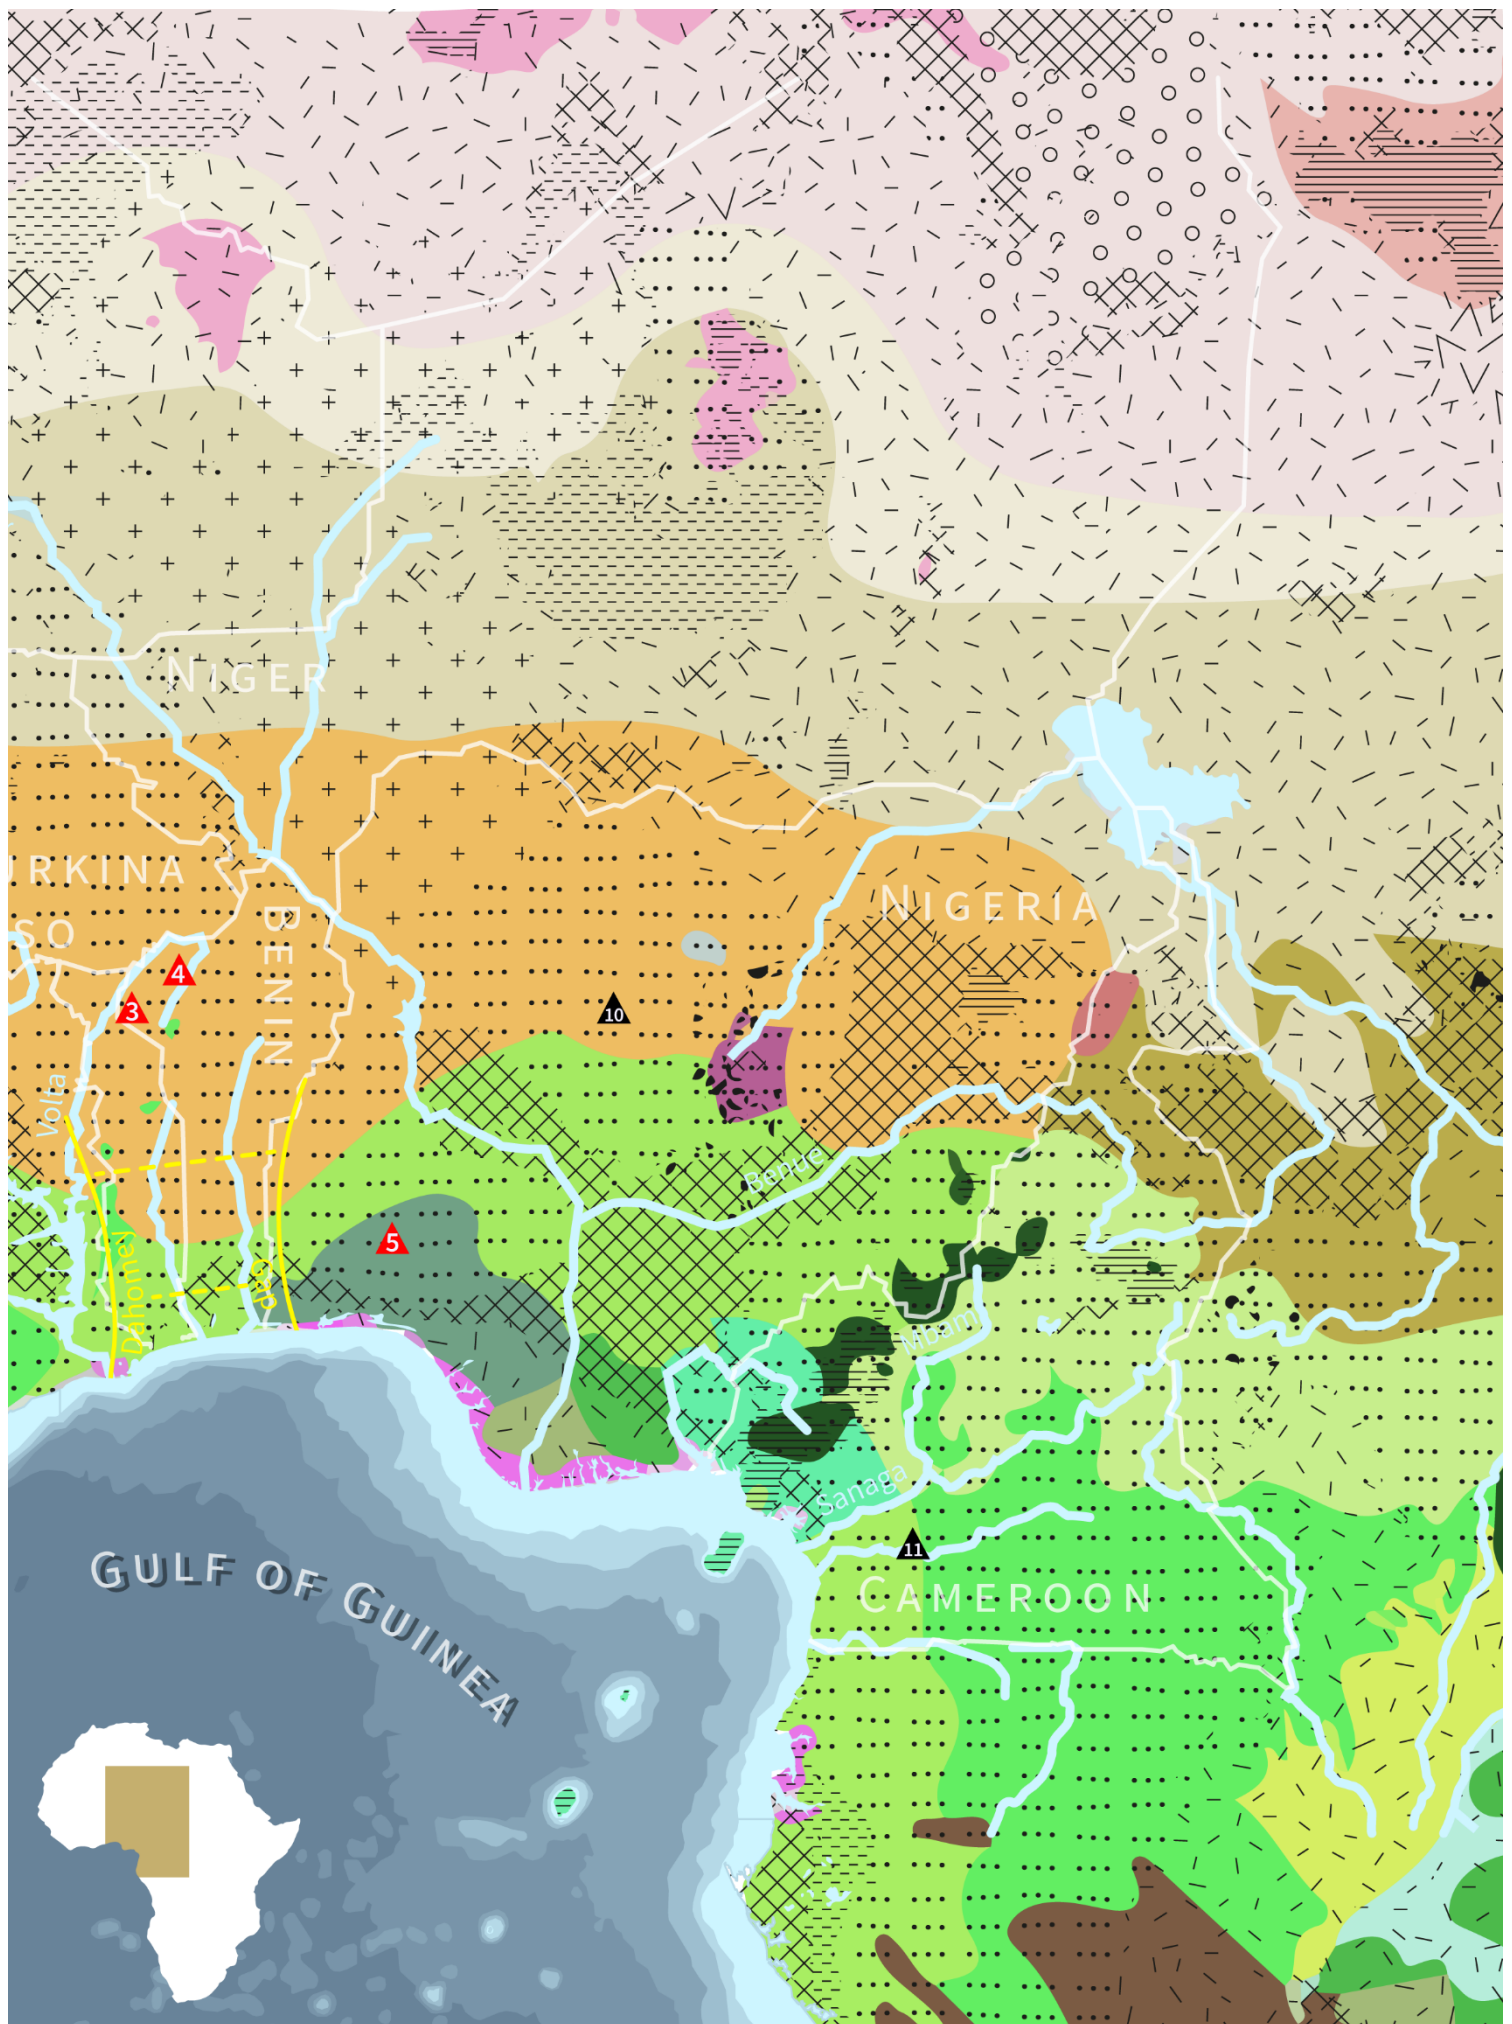 NIGER
URKINA
SO
BENIN
NIGERIA
4
3
10
Volta
Benue
5
Dahomey
Gap
Mbam
Sanaga
11
CAMEROON
GULF OF GUINEA